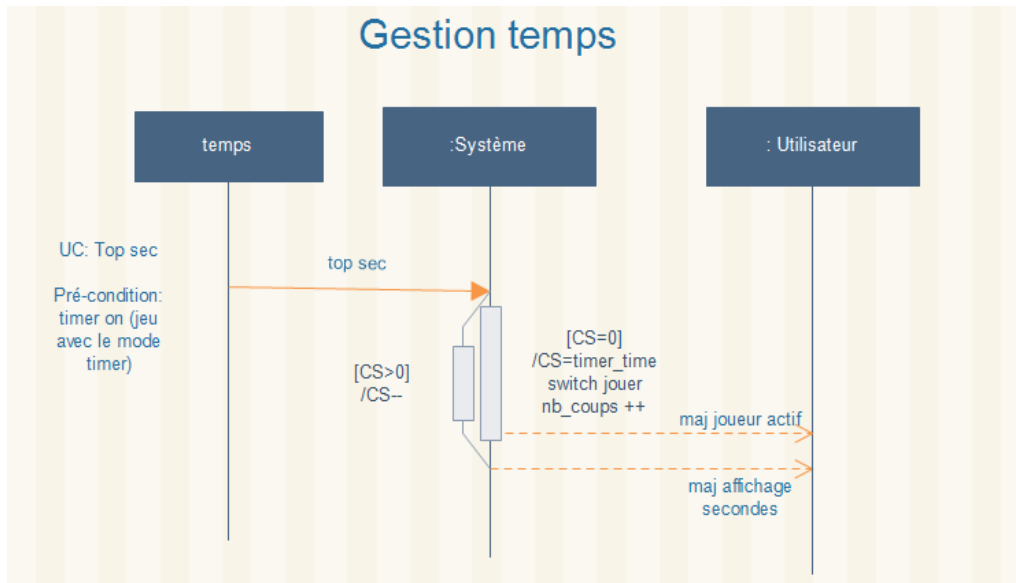 Gestion temps
temps
:Système
: Utilisateur
UC: Top sec
Pré-condition:
timer on (jeu
avec le mode
timer)
top sec
[CS>0]
/CS--
[CS=0]
/CS=timer_time
switch jouer
nb_coups ++
maj joueur actif
maj affichage
secondes